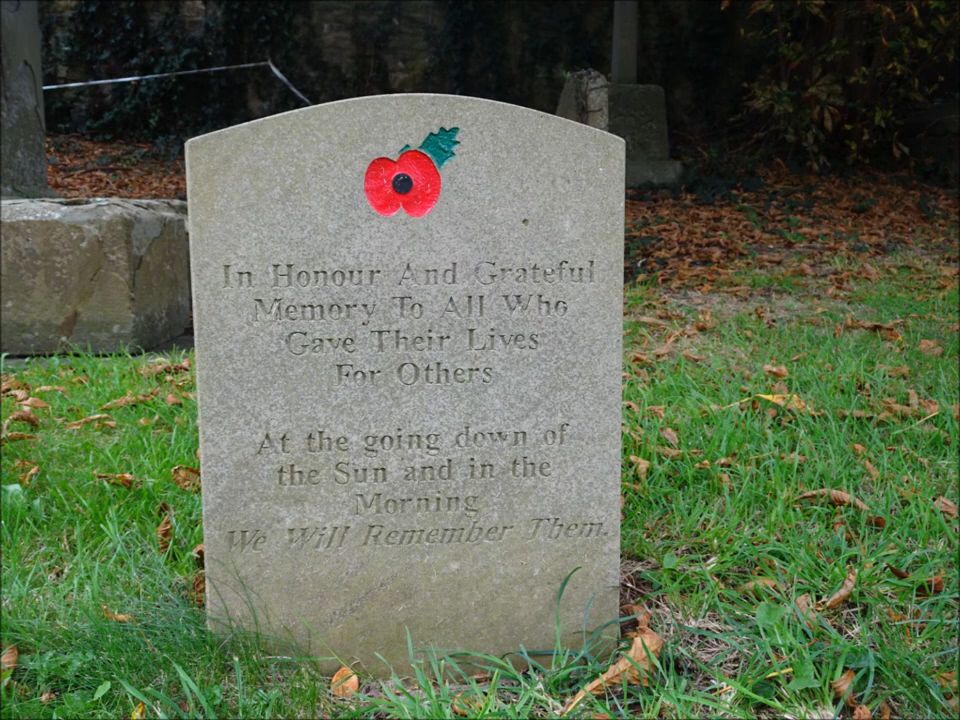 In Honour And Grateful
Memory To All Who
Gave Their Lives
For Others
At the going down of
the Sun and in the
Morning
We Will Remember Them.